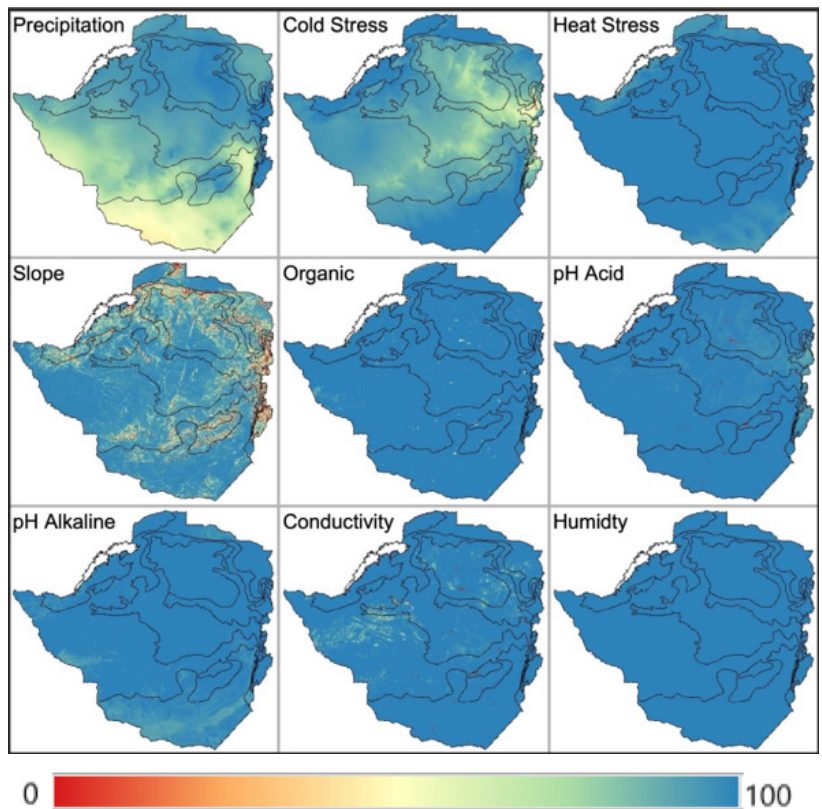 Precipitation
Cold Stress
Heat Stress
Slope
Organic
pH Acid
pH Alkaline
Conductivity
Humidty
0
100